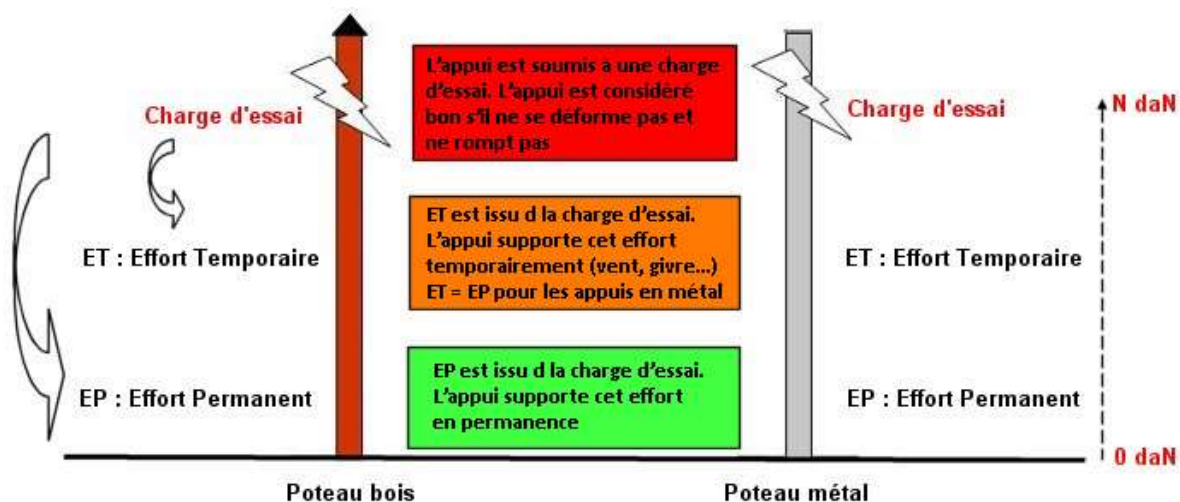 L'appui est soumis a une charge
d'essai. L'appui est considéré
bon s'il ne se déforme pas et
ne rompt pas
Charge d'essai
Charge d'essai
N daN
ET est issu d la charge d'essai.
L'appui supporte cet effort
temporairement (vent, givre...)
ET = EP pour les appuis en métal
ET : Effort Temporaire
ET : Effort Temporaire
EP est issu d la charge d'essai.
L'appui supporte cet effort
en permanence
EP : Effort Permanent
EP : Effort Permanent
0 daN
Poteau bois
Poteau métal